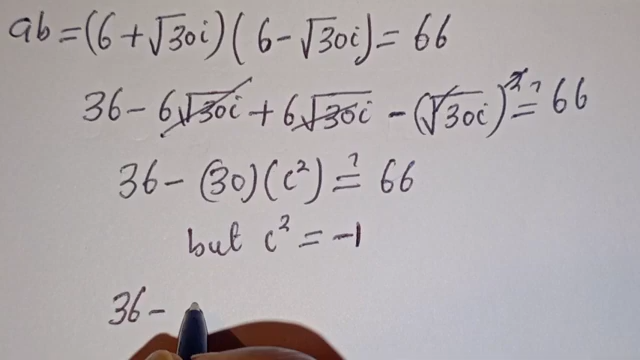 ab = (6 + √30i)(6 - √30i) = 66
36 - 6√30i + 6√30i - (√30i)² ?= 66
36 - (30)(i²) ?= 66
but i² = -1
36 -